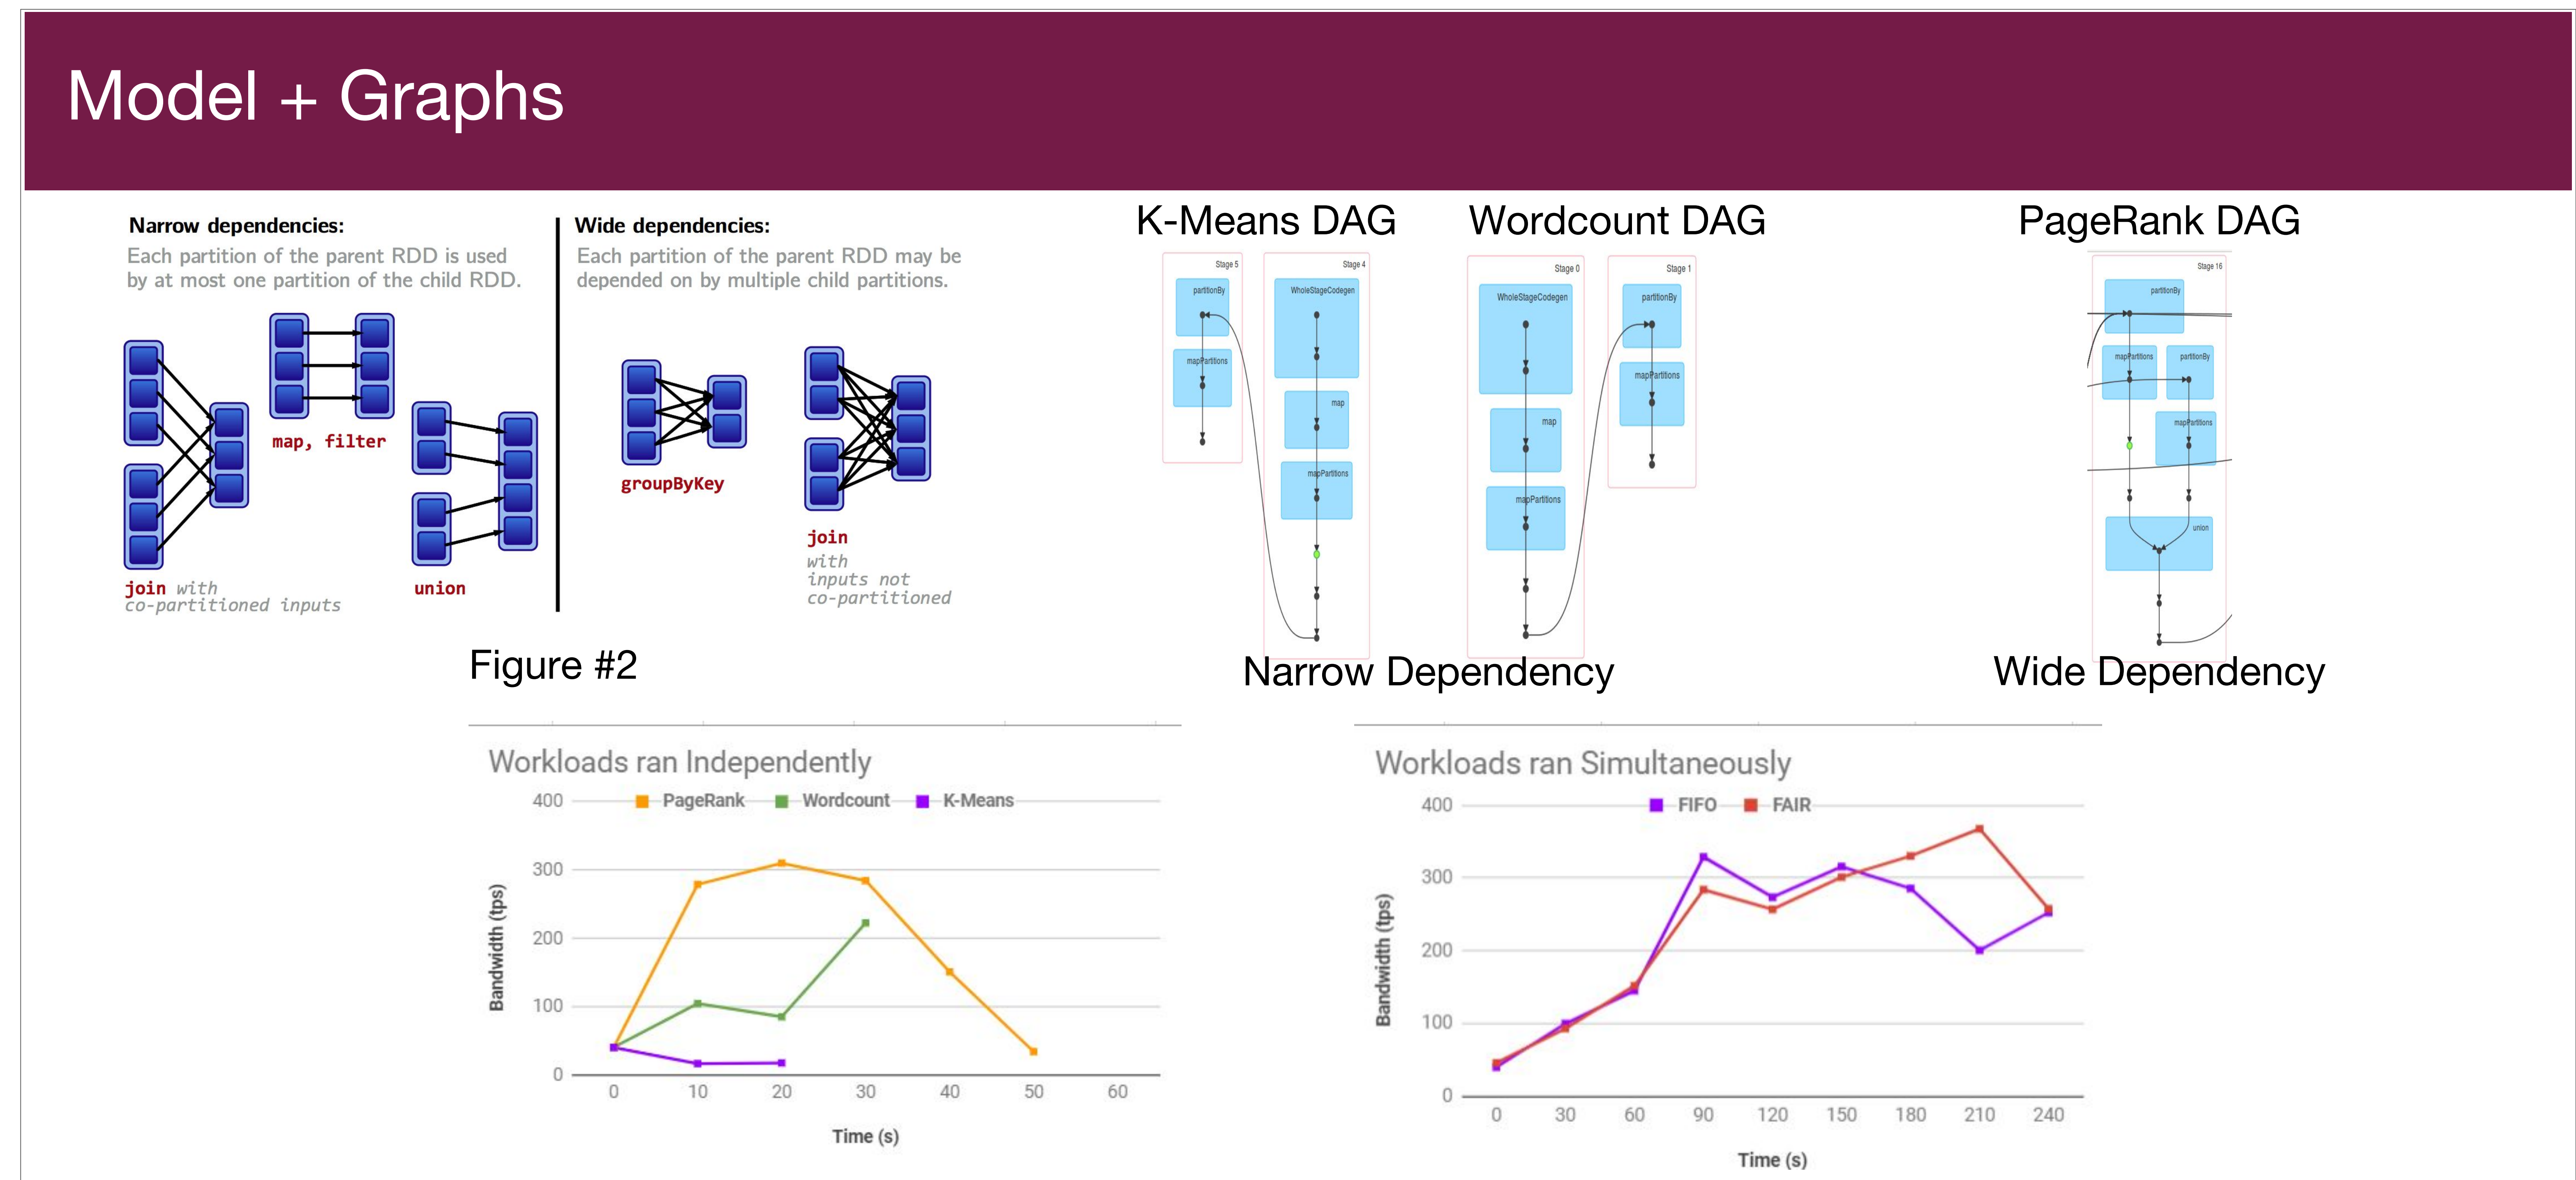 Model + Graphs
Narrow dependencies:
Each partition of the parent RDD is used
by at most one partition of the child RDD.
map, filter
join with
co-partitioned inputs
union
Wide dependencies:
Each partition of the parent RDD may be
depended on by multiple child partitions.
groupByKey
join
with
inputs not
co-partitioned
Figure #2
K-Means DAG
Stage 5
partitionBy
mapPartitions
Stage 4
WholeStageCodegen
map
mapPartitions
Wordcount DAG
Stage 0
WholeStageCodegen
map
mapPartitions
Stage 1
partitionBy
mapPartitions
Narrow Dependency
PageRank DAG
Stage 16
partitionBy
mapPartitions
partitionBy
mapPartitions
union
Wide Dependency
Workloads ran Independently
PageRank Wordcount K-Means
400
300
200
100
0
Bandwidth (tps)
0 10 20 30 40 50 60
Time (s)
Workloads ran Simultaneously
FIFO FAIR
400
300
200
100
0
Bandwidth (tps)
0 30 60 90 120 150 180 210 240
Time (s)